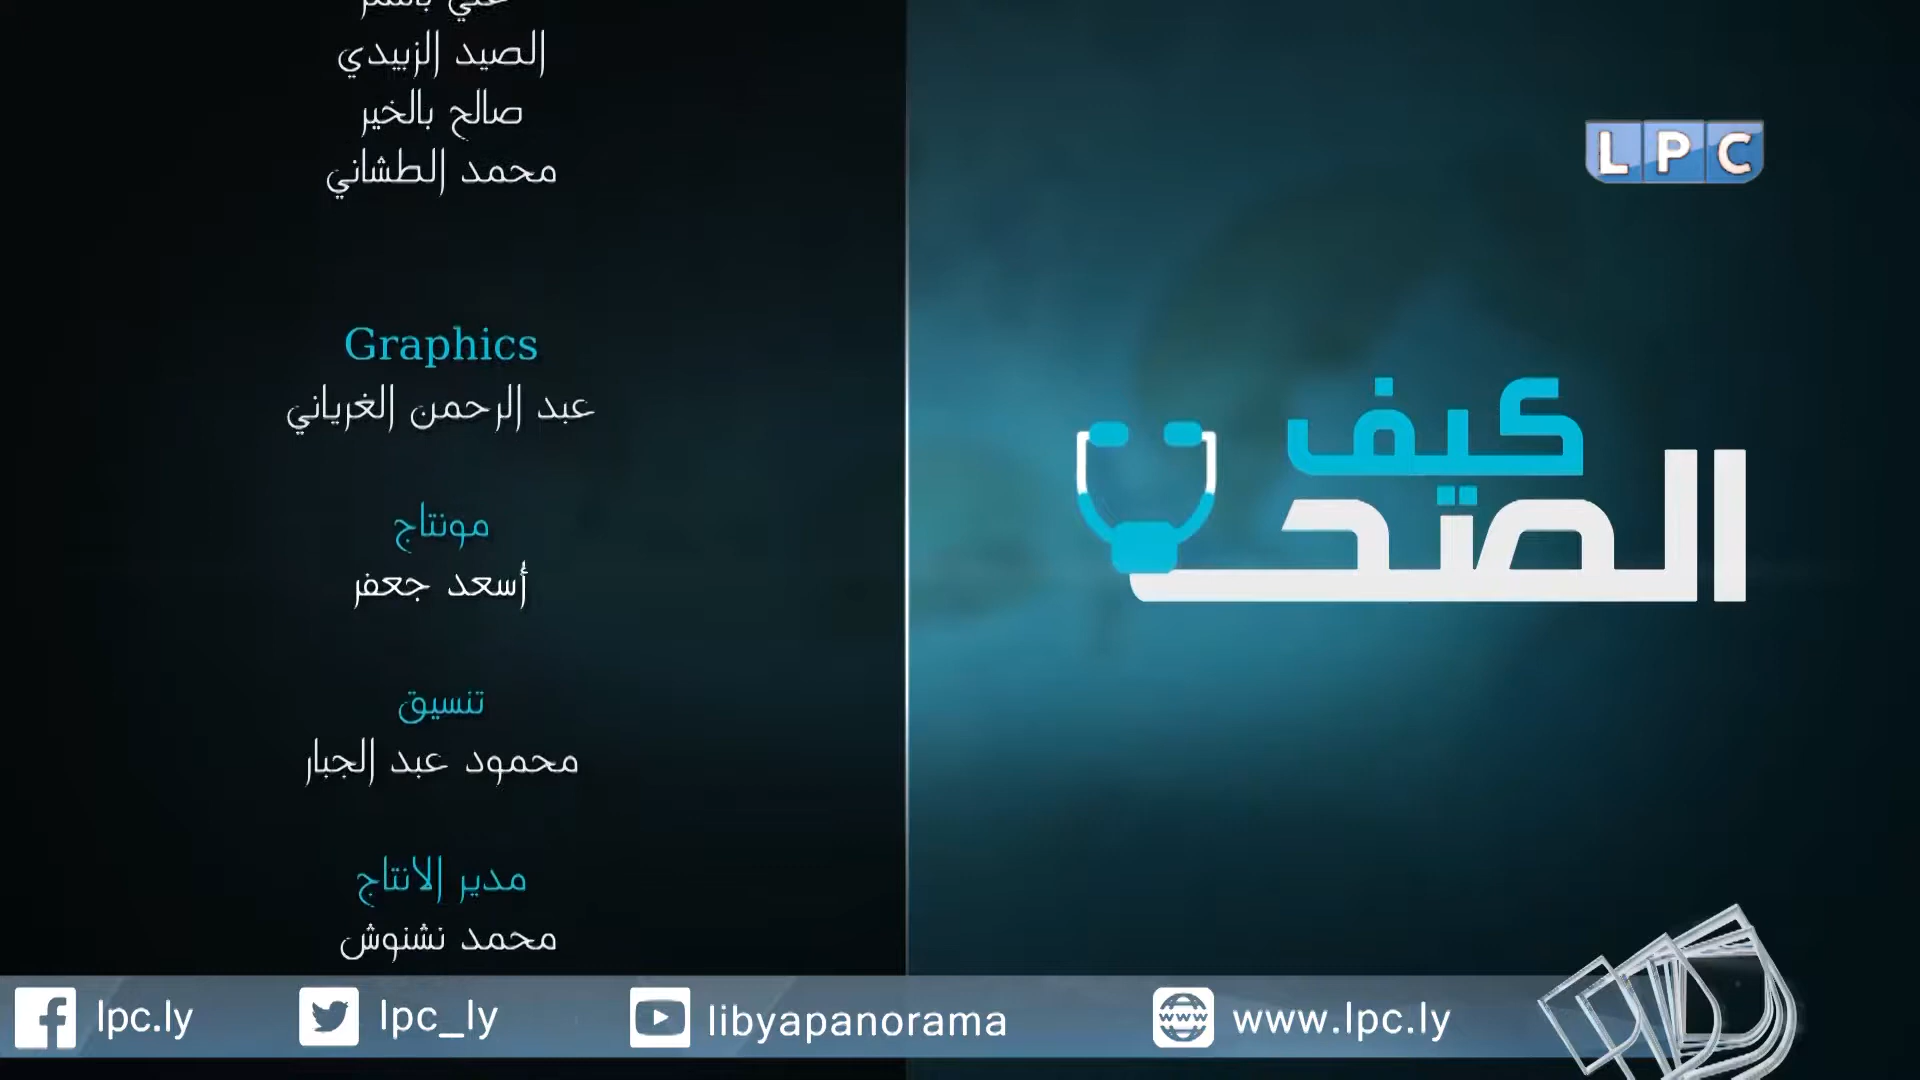 الصيد الزبيدي
صالح بالخير
محمد الطشاني
Graphics
عبد الرحمن الغرياني
مونتاج
أسعد جعفر
تنسيق
محمود عبد الجبار
مدير الانتاج
محمد نشنوش
LPC
كيف
الصحة
lpc.ly
lpc_ly
libyapanorama
www.lpc.ly